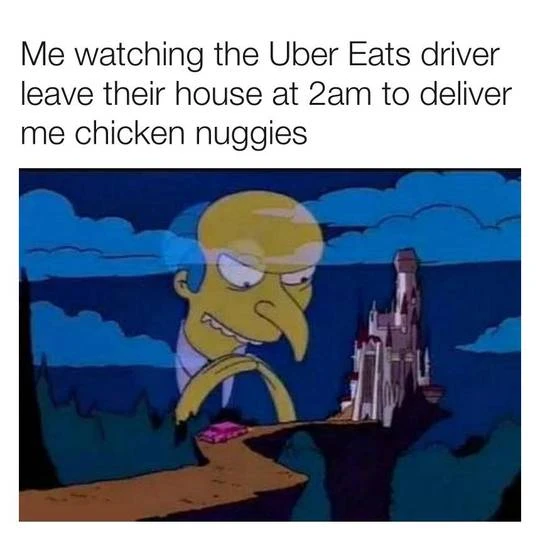 Me watching the Uber Eats driver
leave their house at 2am to deliver
me chicken nuggies